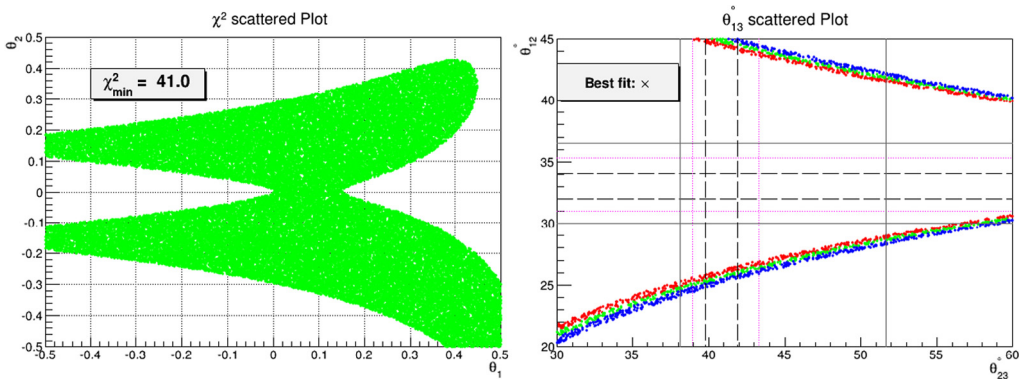 χ² scattered Plot
θ₂
0.5
0.4
0.3
0.2
0.1
0
-0.1
-0.2
-0.3
-0.4
-0.5
χ²min = 41.0
-0.5 -0.4 -0.3 -0.2 -0.1 0 0.1 0.2 0.3 0.4 0.5
θ₁
θ°₁₃ scattered Plot
θ°₁₂
45
40
35
30
25
20
Best fit: ×
30 35 40 45 50 55 60
θ°₂₃